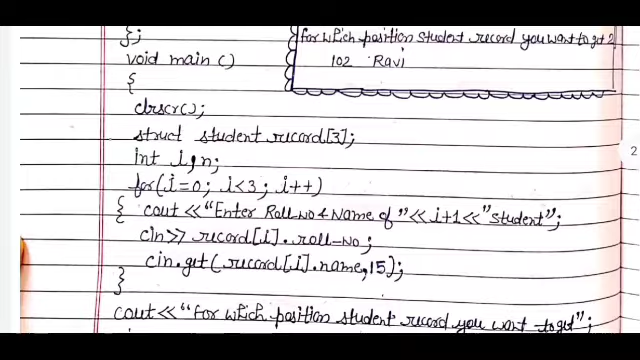 };
for which position student record you want to get 2
void main ()
102 Ravi
{
clrscr();
struct student record[3];
int i,n;
for(i=0; i<3; i++)
{ cout<<"Enter Roll No & Name of "<<i+1<<"student";
cin>> record[i].roll-No;
cin.get(record[i].name,15);
}
cout<<"for which position student record you want to get";
2